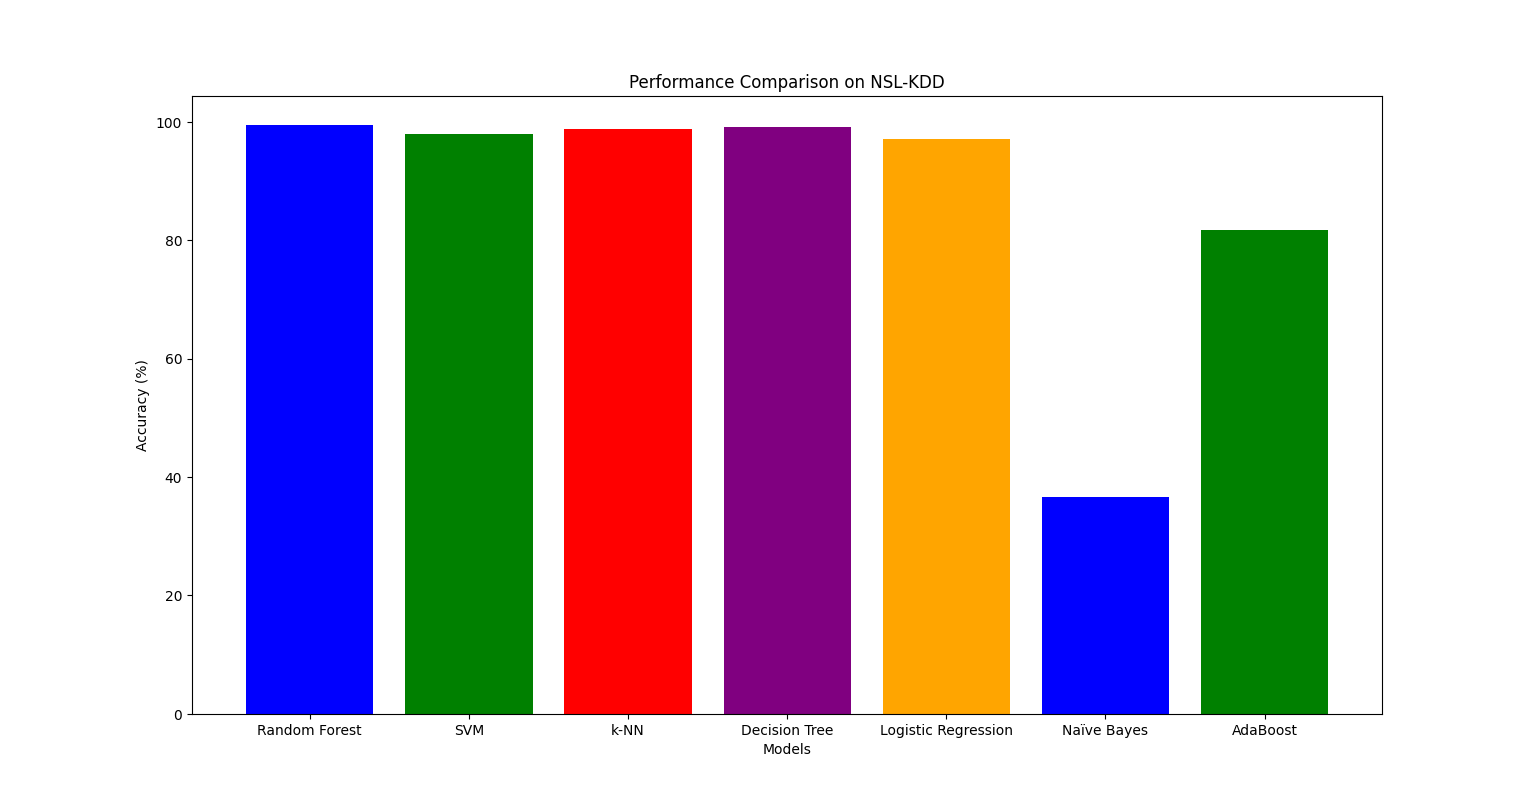 Performance Comparison on NSL-KDD
100
80
60
40
20
0
Accuracy (%)
Random Forest SVM k-NN Decision Tree Logistic Regression Naïve Bayes AdaBoost
Models